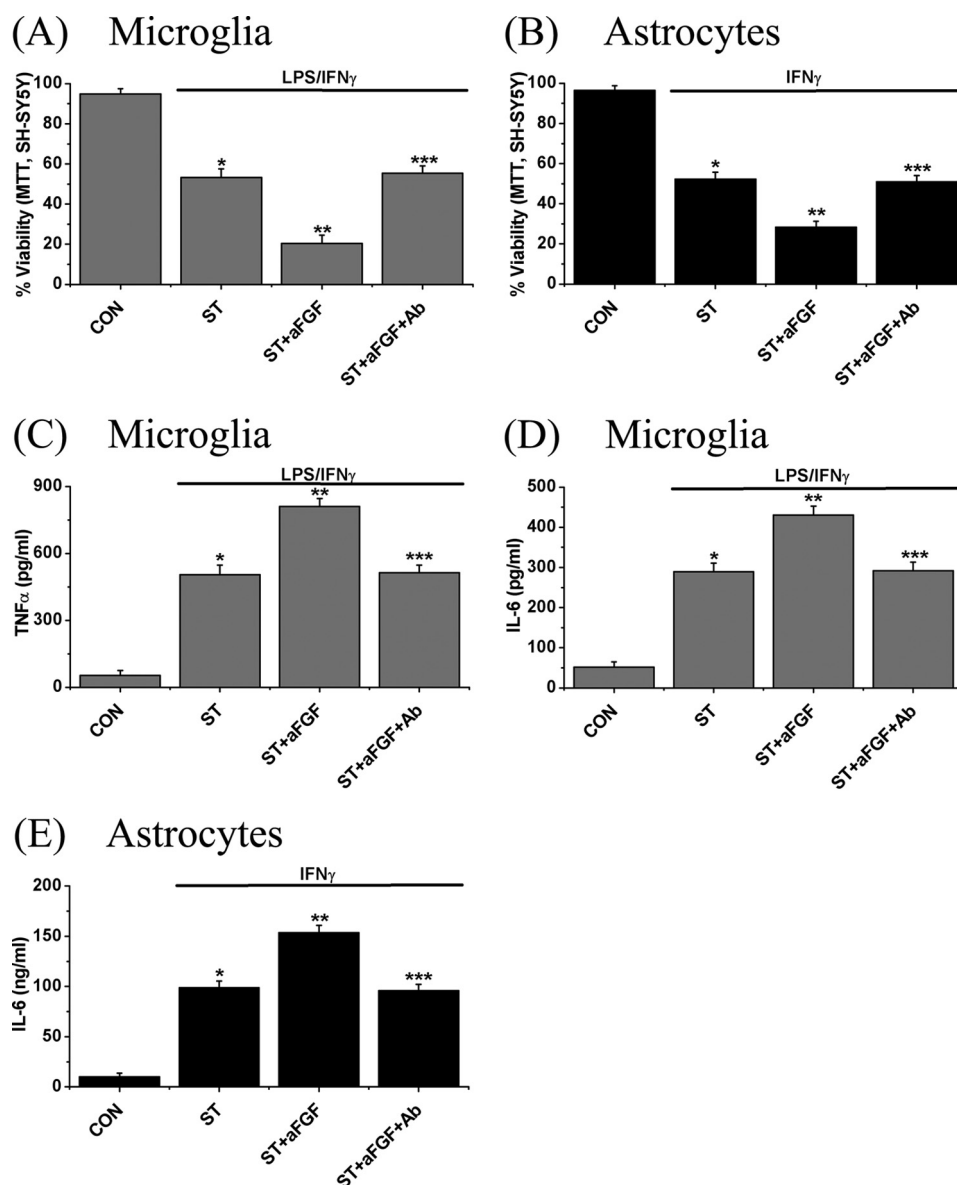 (A) Microglia
LPS/IFNγ
% Viability (MTT, SH-SY5Y)
100
80
60
40
20
0
*
**
***
CON
ST
ST+aFGF
ST+aFGF+Ab
(B) Astrocytes
IFNγ
% Viability (MTT, SH-SY5Y)
100
80
60
40
20
0
*
**
***
CON
ST
ST+aFGF
ST+aFGF+Ab
(C) Microglia
LPS/IFNγ
TNFα (pg/ml)
900
600
300
0
*
**
***
CON
ST
ST+aFGF
ST+aFGF+Ab
(D) Microglia
LPS/IFNγ
IL-6 (pg/ml)
500
400
300
200
100
0
*
**
***
CON
ST
ST+aFGF
ST+aFGF+Ab
(E) Astrocytes
IFNγ
IL-6 (ng/ml)
200
150
100
50
0
*
**
***
CON
ST
ST+aFGF
ST+aFGF+Ab